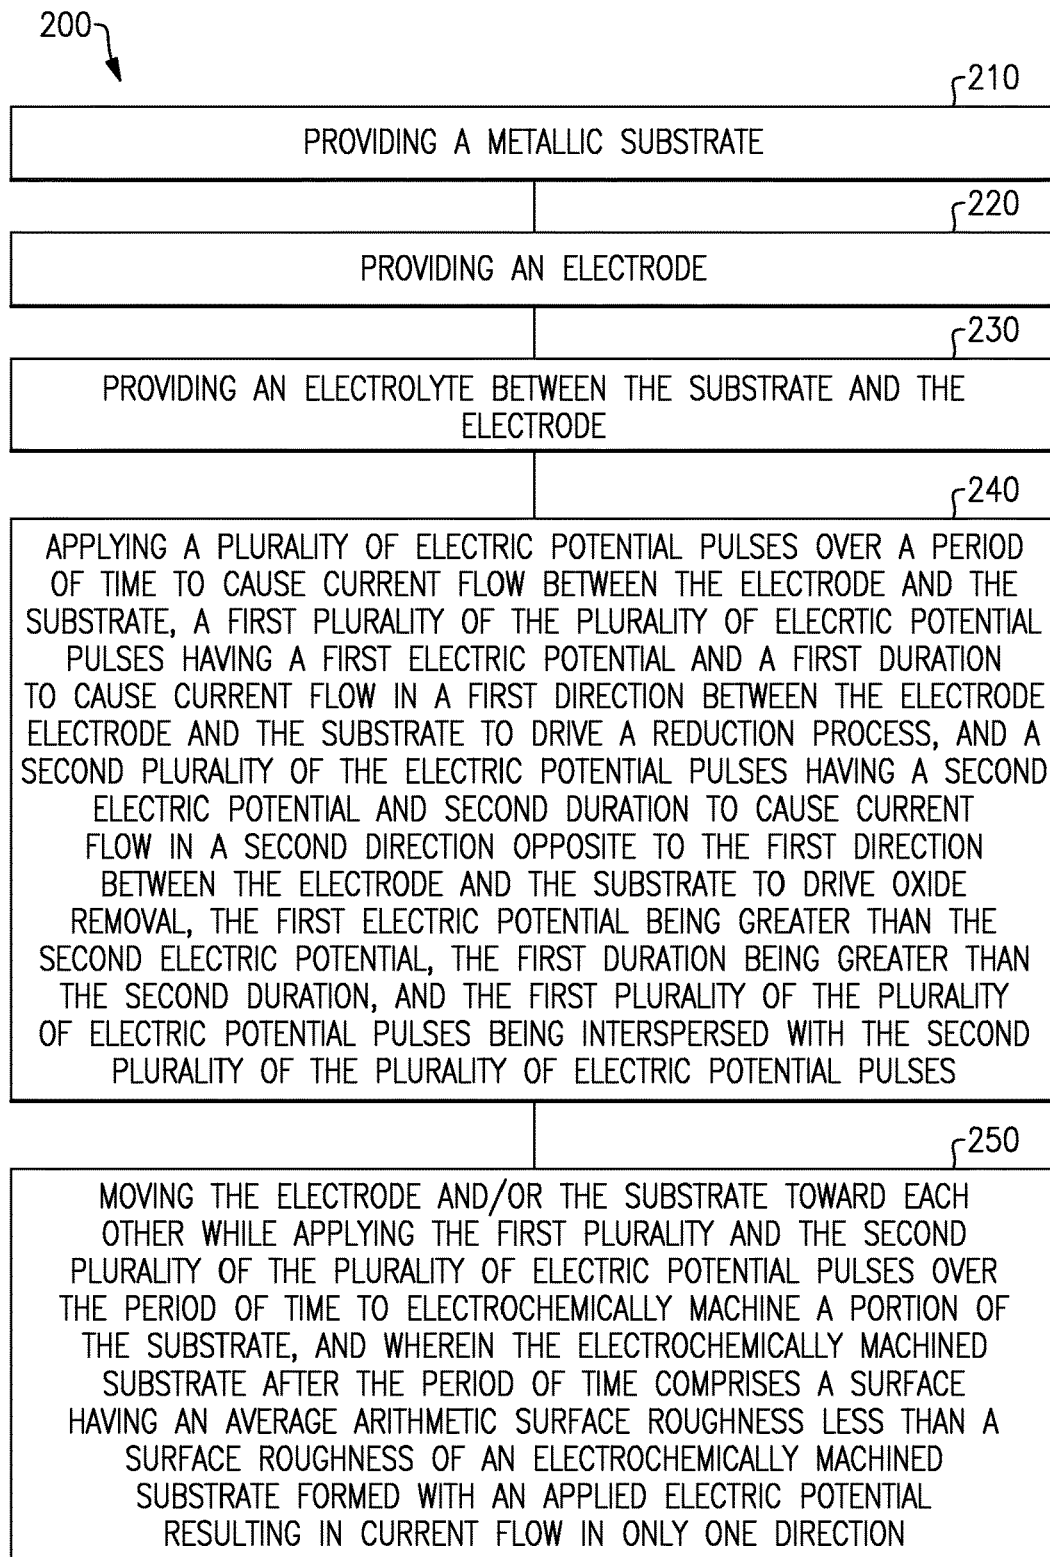 200
210
PROVIDING A METALLIC SUBSTRATE
220
PROVIDING AN ELECTRODE
230
PROVIDING AN ELECTROLYTE BETWEEN THE SUBSTRATE AND THE
ELECTRODE
240
APPLYING A PLURALITY OF ELECTRIC POTENTIAL PULSES OVER A PERIOD
OF TIME TO CAUSE CURRENT FLOW BETWEEN THE ELECTRODE AND THE
SUBSTRATE, A FIRST PLURALITY OF THE PLURALITY OF ELECRTIC POTENTIAL
PULSES HAVING A FIRST ELECTRIC POTENTIAL AND A FIRST DURATION
TO CAUSE CURRENT FLOW IN A FIRST DIRECTION BETWEEN THE ELECTRODE
ELECTRODE AND THE SUBSTRATE TO DRIVE A REDUCTION PROCESS, AND A
SECOND PLURALITY OF THE ELECTRIC POTENTIAL PULSES HAVING A SECOND
ELECTRIC POTENTIAL AND SECOND DURATION TO CAUSE CURRENT
FLOW IN A SECOND DIRECTION OPPOSITE TO THE FIRST DIRECTION
BETWEEN THE ELECTRODE AND THE SUBSTRATE TO DRIVE OXIDE
REMOVAL, THE FIRST ELECTRIC POTENTIAL BEING GREATER THAN THE
SECOND ELECTRIC POTENTIAL, THE FIRST DURATION BEING GREATER THAN
THE SECOND DURATION, AND THE FIRST PLURALITY OF THE PLURALITY
OF ELECTRIC POTENTIAL PULSES BEING INTERSPERSED WITH THE SECOND
PLURALITY OF THE PLURALITY OF ELECTRIC POTENTIAL PULSES
250
MOVING THE ELECTRODE AND/OR THE SUBSTRATE TOWARD EACH
OTHER WHILE APPLYING THE FIRST PLURALITY AND THE SECOND
PLURALITY OF THE PLURALITY OF ELECTRIC POTENTIAL PULSES OVER
THE PERIOD OF TIME TO ELECTROCHEMICALLY MACHINE A PORTION OF
THE SUBSTRATE, AND WHEREIN THE ELECTROCHEMICALLY MACHINED
SUBSTRATE AFTER THE PERIOD OF TIME COMPRISES A SURFACE
HAVING AN AVERAGE ARITHMETIC SURFACE ROUGHNESS LESS THAN A
SURFACE ROUGHNESS OF AN ELECTROCHEMICALLY MACHINED
SUBSTRATE FORMED WITH AN APPLIED ELECTRIC POTENTIAL
RESULTING IN CURRENT FLOW IN ONLY ONE DIRECTION